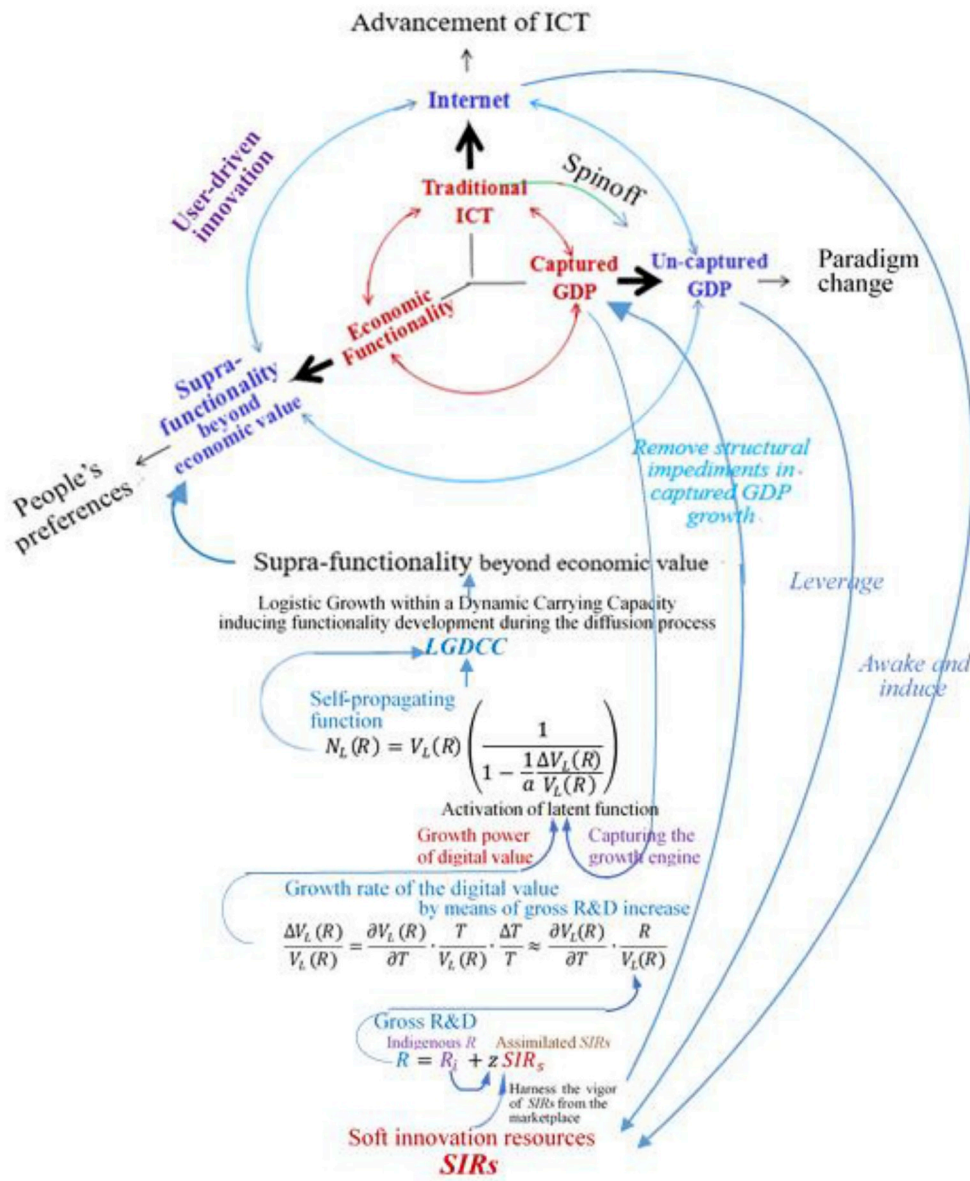 Advancement of ICT
Internet
User-driven
innovation
Spinoff
Traditional
ICT
Captured
GDP
Un-captured
GDP
Paradigm
change
Economic
Functionality
Supra-
functionality
beyond
economic value
People's
preferences
Remove structural
impediments in
captured GDP
growth
Leverage
Awake and
induce
Supra-functionality beyond economic value
Logistic Growth within a Dynamic Carrying Capacity
inducing functionality development during the diffusion process
LGDCC
Self-propagating
function
N_L(R) = V_L(R) ( 1 / (1 − (1/a) (ΔV_L(R) / V_L(R))) )
Activation of latent function
Growth power
of digital value
Capturing the
growth engine
Growth rate of the digital value
by means of gross R&D increase
ΔV_L(R)/V_L(R) = ∂V_L(R)/∂T · T/V_L(R) · ΔT/T ≈ ∂V_L(R)/∂T · R/V_L(R)
Gross R&D
Indigenous R
Assimilated SIRs
R = R_i + z SIR_s
Harness the vigor
of SIRs from the
marketplace
Soft innovation resources
SIRs